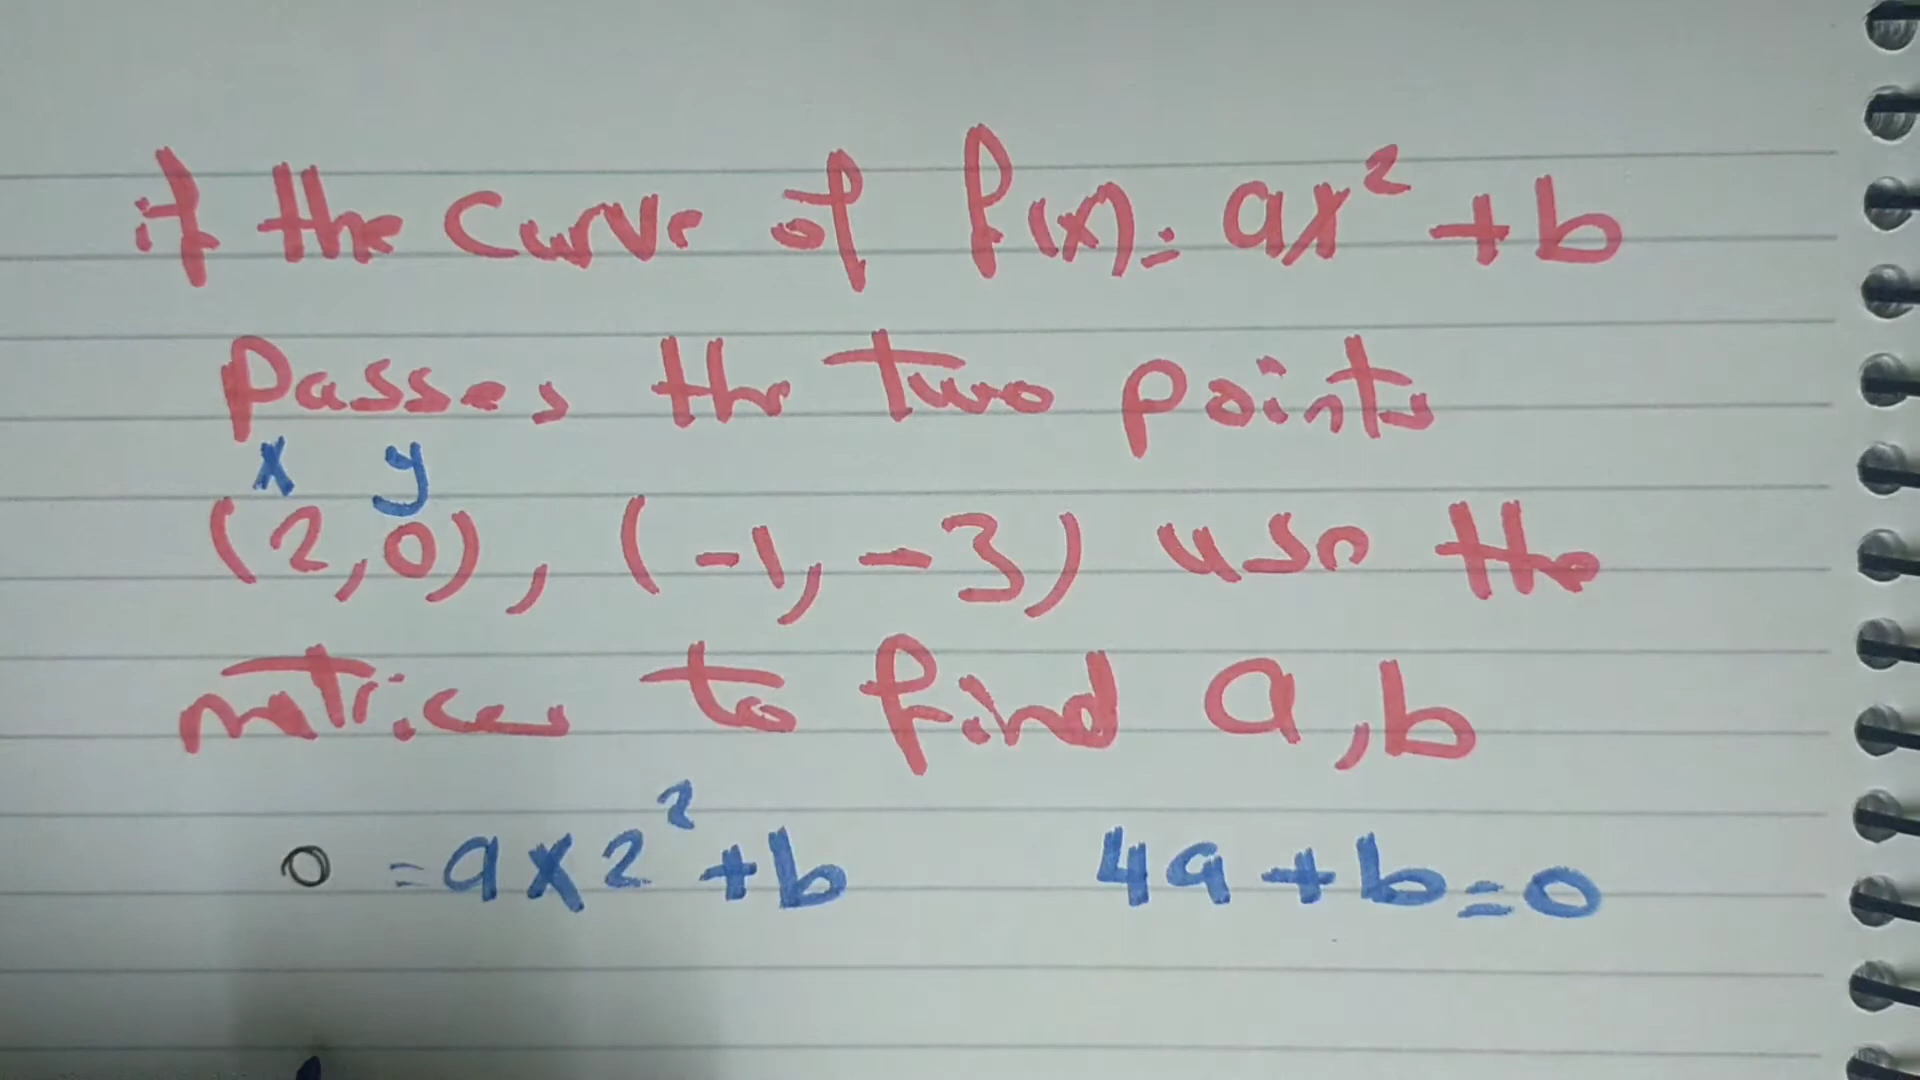 if the curve of f(x)= ax² + b
passes the two points
x y
(2,0), (-1,-3) use the
matrices to find a,b
0 = a x 2² + b 4a + b = 0